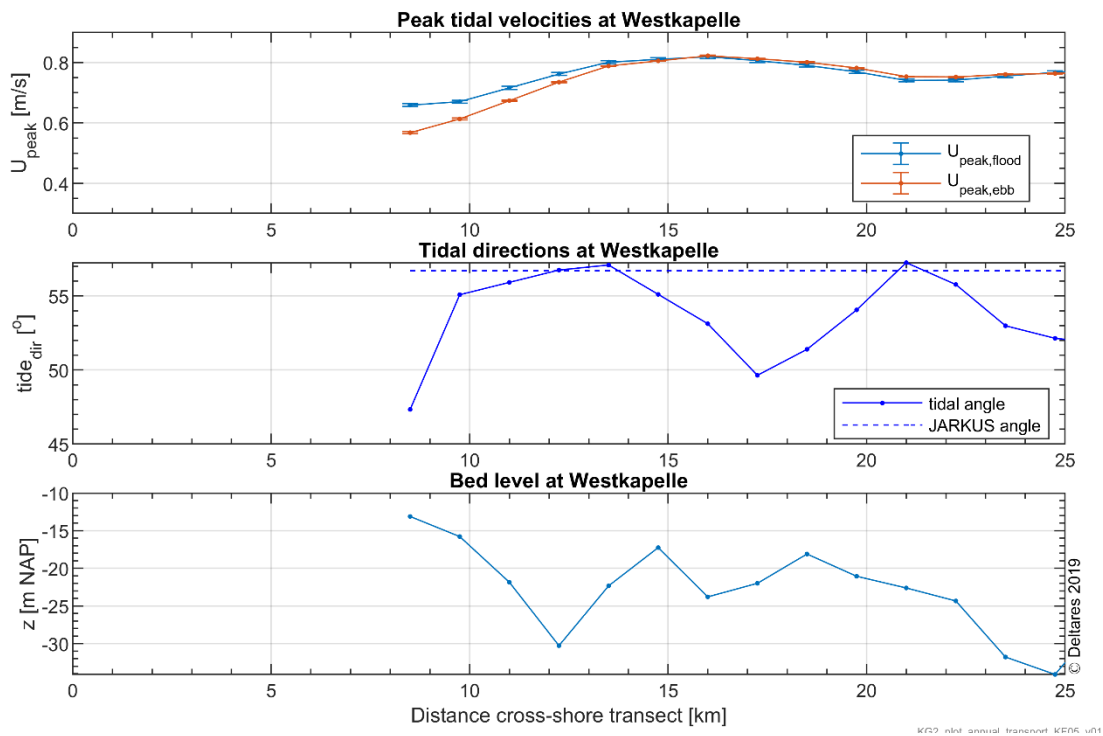 Peak tidal velocities at Westkapelle
0.8
0.6
0.4
U_peak [m/s]
U_peak,flood
U_peak,ebb
0 5 10 15 20 25
Tidal directions at Westkapelle
55
50
45
tide_dir [°]
tidal angle
JARKUS angle
0 5 10 15 20 25
Bed level at Westkapelle
-10
-15
-20
-25
-30
z [m NAP]
© Deltares 2019
0 5 10 15 20 25
Distance cross-shore transect [km]
KG2_plot_annual_transport_KF05_v01